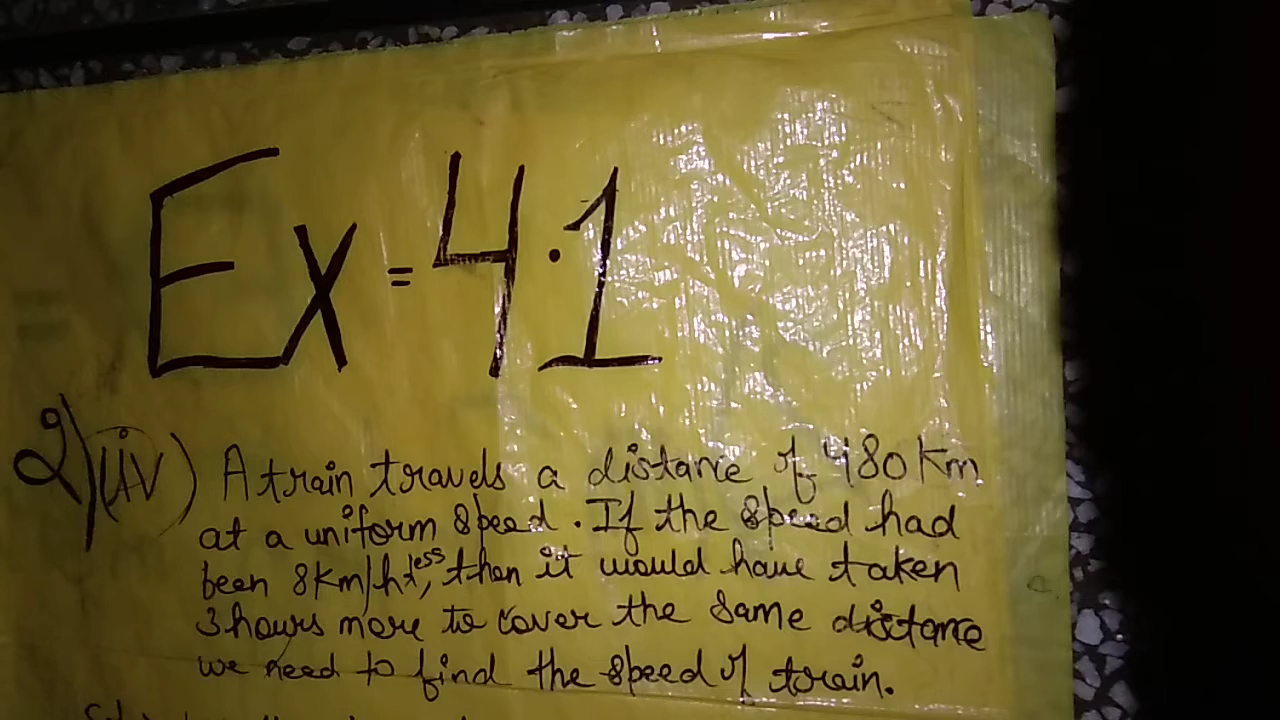 Ex = 4.1
2) (iv) A train travels a distance of 480 Km
at a uniform speed. If the speed had
been 8 Km/h less, then it would have taken
3 hours more to cover the same distance
we need to find the speed of train.